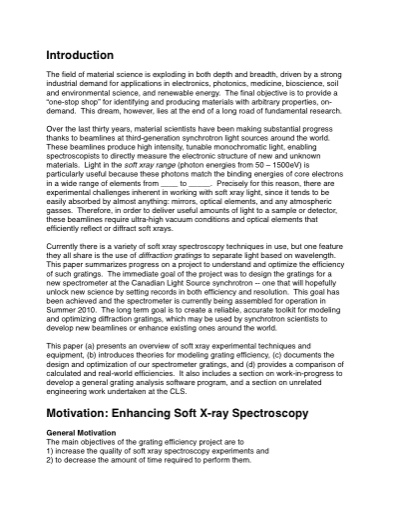 Introduction
The field of material science is exploding in both depth and breadth, driven by a strong
industrial demand for applications in electronics, photonics, medicine, bioscience, soil
and environmental science, and renewable energy.  The final objective is to provide a
"one-stop shop" for identifying and producing materials with arbitrary properties, on-
demand.  This dream, however, lies at the end of a long road of fundamental research.
Over the last thirty years, material scientists have been making substantial progress
thanks to beamlines at third-generation synchrotron light sources around the world.
These beamlines produce high intensity, tunable monochromatic light, enabling
spectroscopists to directly measure the electronic structure of new and unknown
materials.  Light in the soft xray range (photon energies from 50 – 1500eV) is
particularly useful because these photons match the binding energies of core electrons
in a wide range of elements from ____ to _____.  Precisely for this reason, there are
experimental challenges inherent in working with soft xray light, since it tends to be
easily absorbed by almost anything: mirrors, optical elements, and any atmospheric
gasses.  Therefore, in order to deliver useful amounts of light to a sample or detector,
these beamlines require ultra-high vacuum conditions and optical elements that
efficiently reflect or diffract soft xrays.
Currently there is a variety of soft xray spectroscopy techniques in use, but one feature
they all share is the use of diffraction gratings to separate light based on wavelength.
This paper summarizes progress on a project to understand and optimize the efficiency
of such gratings.  The immediate goal of the project was to design the gratings for a
new spectrometer at the Canadian Light Source synchrotron -- one that will hopefully
unlock new science by setting records in both efficiency and resolution.  This goal has
been achieved and the spectrometer is currently being assembled for operation in
Summer 2010.  The long term goal is to create a reliable, accurate toolkit for modeling
and optimizing diffraction gratings, which may be used by synchrotron scientists to
develop new beamlines or enhance existing ones around the world.
This paper (a) presents an overview of soft xray experimental techniques and
equipment, (b) introduces theories for modeling grating efficiency, (c) documents the
design and optimization of our spectrometer gratings, and (d) provides a comparison of
calculated and real-world efficiencies.  It also includes a section on work-in-progress to
develop a general grating analysis software program, and a section on unrelated
engineering work undertaken at the CLS.
Motivation: Enhancing Soft X-ray Spectroscopy
General Motivation
The main objectives of the grating efficiency project are to
1) increase the quality of soft xray spectroscopy experiments and
2) to decrease the amount of time required to perform them.